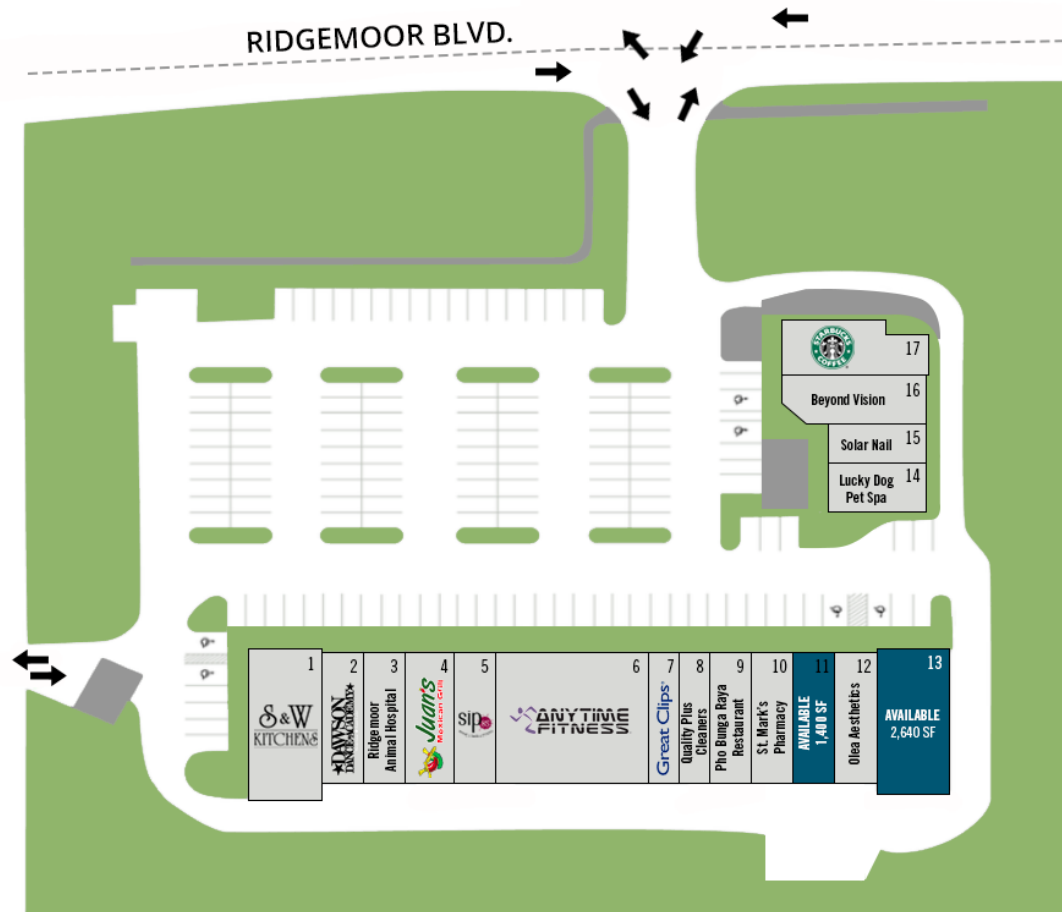 RIDGEMOOR BLVD.
STARBUCKS
COFFEE
17
Beyond Vision
16
Solar Nail
15
Lucky Dog
Pet Spa
14
1
S&W
KITCHENS
2
DAWSON
DANCE ACADEMY
3
Ridgemoor
Animal Hospital
4
Juan's
Mexican Grill
5
sip
6
ANYTIME
FITNESS
7
Great Clips
8
Quality Plus
Cleaners
9
Pho Bunga Raya
Restaurant
10
St. Mark's
Pharmacy
11
AVAILABLE
1,400 SF
12
Olea Aesthetics
13
AVAILABLE
2,640 SF